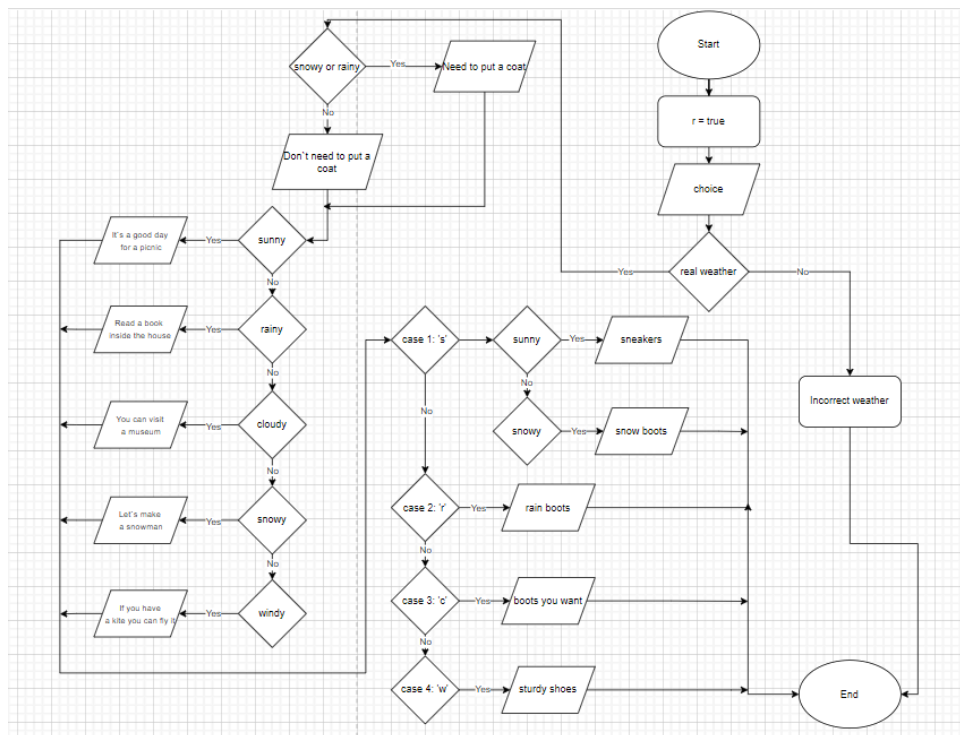 Start
r = true
choice
real weather
Yes
No
Incorrect weather
snowy or rainy
Yes
Need to put a coat
No
Don`t need to put a
coat
sunny
Yes
It's a good day
for a picnic
No
rainy
Yes
Read a book
inside the house
No
cloudy
Yes
You can visit
a museum
No
snowy
Yes
Let's make
a snowman
No
windy
Yes
If you have
a kite you can fly it
case 1: 's'
sunny
Yes
sneakers
No
snowy
Yes
snow boots
No
case 2: 'r'
Yes
rain boots
No
case 3: 'c'
Yes
boots you want
No
case 4: 'w'
Yes
sturdy shoes
End